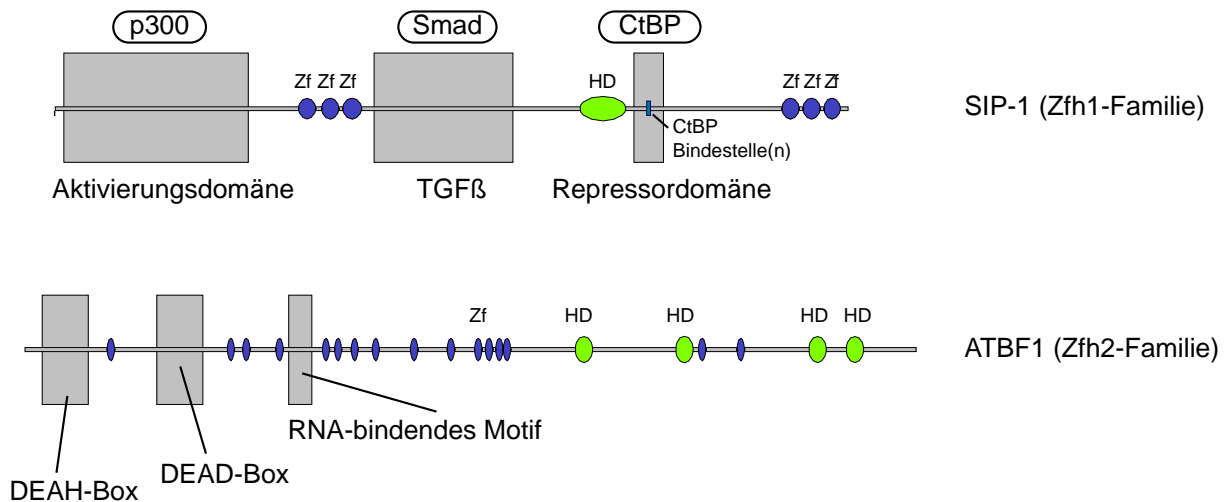 p300 Smad CtBP
Zf Zf Zf HD Zf Zf Zf
SIP-1 (Zfh1-Familie)
CtBP
Bindestelle(n)
Aktivierungsdomäne TGFß Repressordomäne
Zf HD HD HD HD
ATBF1 (Zfh2-Familie)
RNA-bindendes Motif
DEAD-Box
DEAH-Box